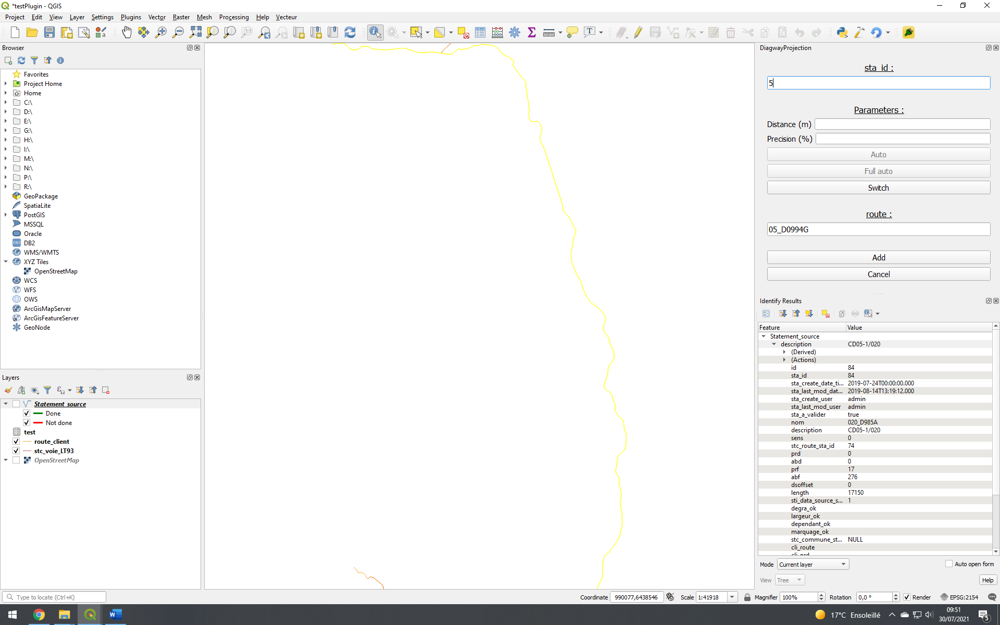 *testPlugin - QGIS
Project Edit View Layer Settings Plugins Vector Raster Mesh Processing Help Vecteur
Browser
Favorites
Project Home
Home
C:\
D:\
E:\
G:\
H:\
I:\
M:\
N:\
P:\
R:\
GeoPackage
SpatiaLite
PostGIS
MSSQL
Oracle
DB2
WMS/WMTS
XYZ Tiles
OpenStreetMap
WCS
WFS
OWS
ArcGisMapServer
ArcGisFeatureServer
GeoNode
Layers
Statement_source
Done
Not done
test
route_client
stc_voie_LT93
OpenStreetMap
DiagwayProjection
sta_id :
5
Parameters :
Distance (m)
Precision (%)
Auto
Full auto
Switch
route :
05_D0994G
Add
Cancel
Identify Results
Feature Value
Statement_source
description CD05-1/020
(Derived)
(Actions)
id 84
sta_id 84
sta_create_date_ti... 2019-07-24T00:00:00.000
sta_last_mod_dat... 2019-08-14T13:19:12.000
sta_create_user admin
sta_last_mod_user admin
sta_a_valider true
nom 020_D985A
description CD05-1/020
sens 0
stc_route_sta_id 74
prd 0
abd 0
prf 17
abf 276
dsoffset 0
length 17150
sti_data_source_s... 1
degra_ok
largeur_ok
dependant_ok
marquage_ok
stc_commune_st... NULL
cli_route
cli_prd
Mode Current layer Auto open form
View Tree Help
Type to locate (Ctrl+K) Coordinate 990077,6438546 Scale 1:41918 Magnifier 100% Rotation 0,0 ° Render EPSG:2154
17°C Ensoleillé
09:51
30/07/2021
5